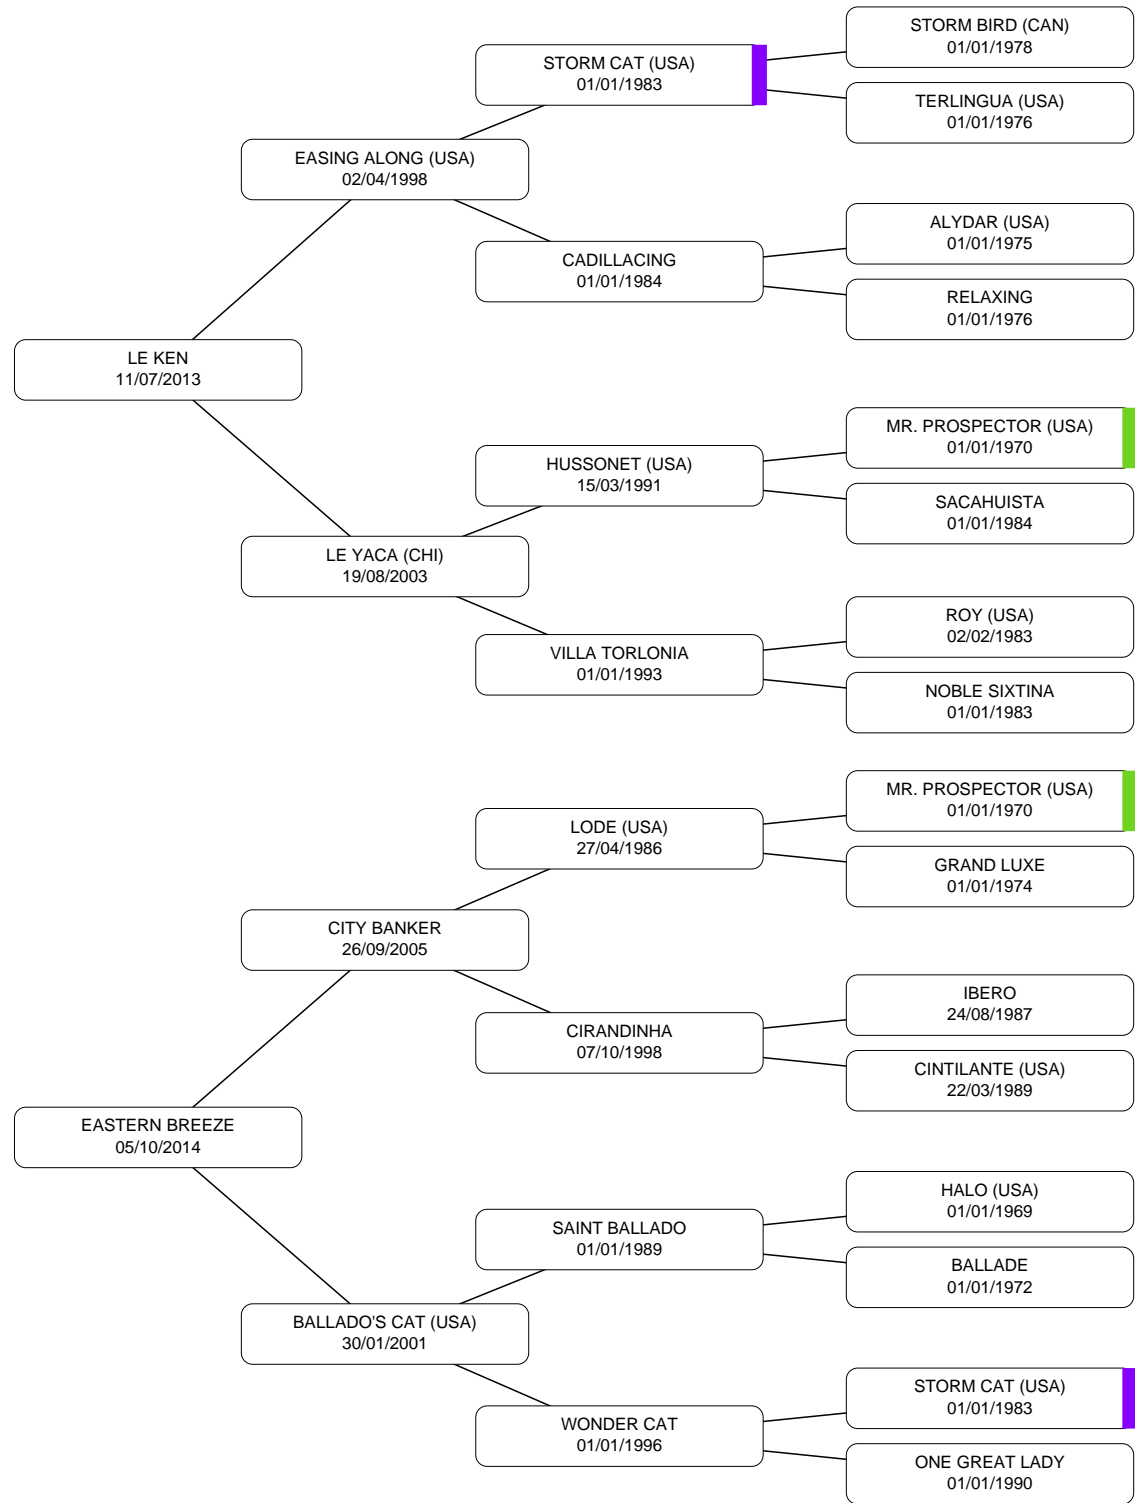 STORM BIRD (CAN)
01/01/1978
STORM CAT (USA)
01/01/1983
TERLINGUA (USA)
01/01/1976
EASING ALONG (USA)
02/04/1998
ALYDAR (USA)
01/01/1975
CADILLACING
01/01/1984
RELAXING
01/01/1976
LE KEN
11/07/2013
MR. PROSPECTOR (USA)
01/01/1970
HUSSONET (USA)
15/03/1991
SACAHUISTA
01/01/1984
LE YACA (CHI)
19/08/2003
ROY (USA)
02/02/1983
VILLA TORLONIA
01/01/1993
NOBLE SIXTINA
01/01/1983
MR. PROSPECTOR (USA)
01/01/1970
LODE (USA)
27/04/1986
GRAND LUXE
01/01/1974
CITY BANKER
26/09/2005
IBERO
24/08/1987
CIRANDINHA
07/10/1998
CINTILANTE (USA)
22/03/1989
EASTERN BREEZE
05/10/2014
HALO (USA)
01/01/1969
SAINT BALLADO
01/01/1989
BALLADE
01/01/1972
BALLADO'S CAT (USA)
30/01/2001
STORM CAT (USA)
01/01/1983
WONDER CAT
01/01/1996
ONE GREAT LADY
01/01/1990